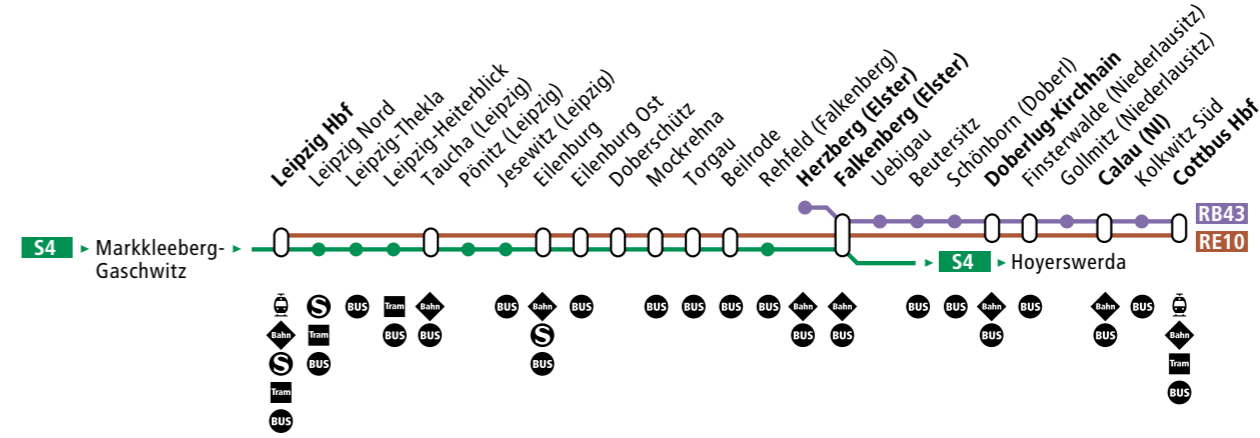 Leipzig Hbf
Leipzig Nord
Leipzig-Thekla
Leipzig-Heiterblick
Taucha (Leipzig)
Pönitz (Leipzig)
Jesewitz (Leipzig)
Eilenburg
Eilenburg Ost
Doberschütz
Mockrehna
Torgau
Beilrode
Rehfeld (Falkenberg)
Herzberg (Elster)
Falkenberg (Elster)
Uebigau
Beutersitz
Schönborn (Doberl)
Doberlug-Kirchhain
Finsterwalde (Niederlausitz)
Gollmitz (Niederlausitz)
Calau (Nl)
Kolkwitz Süd
Cottbus Hbf
RB43
RE10
S4 Markkleeberg-
Gaschwitz
S4 Hoyerswerda
S BUS Tram Bahn BUS Bahn BUS BUS BUS BUS BUS Bahn Bahn BUS BUS Bahn BUS Bahn BUS
Bahn Tram BUS BUS S BUS BUS BUS BUS Bahn
S BUS BUS Tram
Tram BUS
BUS